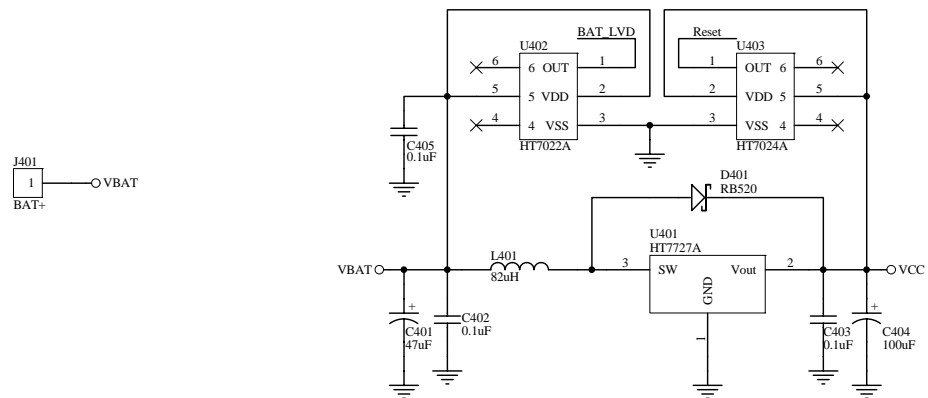 BAT_LVD
Reset
U402
U403
6
6 OUT
1
1
OUT 6
6
5
5 VDD
2
2
VDD 5
5
4
4 VSS
3
3
VSS 4
4
HT7022A
HT7024A
C405
0.1uF
J401
1
VBAT
BAT+
D401
RB520
U401
HT7727A
L401
82uH
VBAT
3
SW
Vout
2
VCC
GND
1
C401
47uF
C402
0.1uF
C403
0.1uF
C404
100uF
+
+